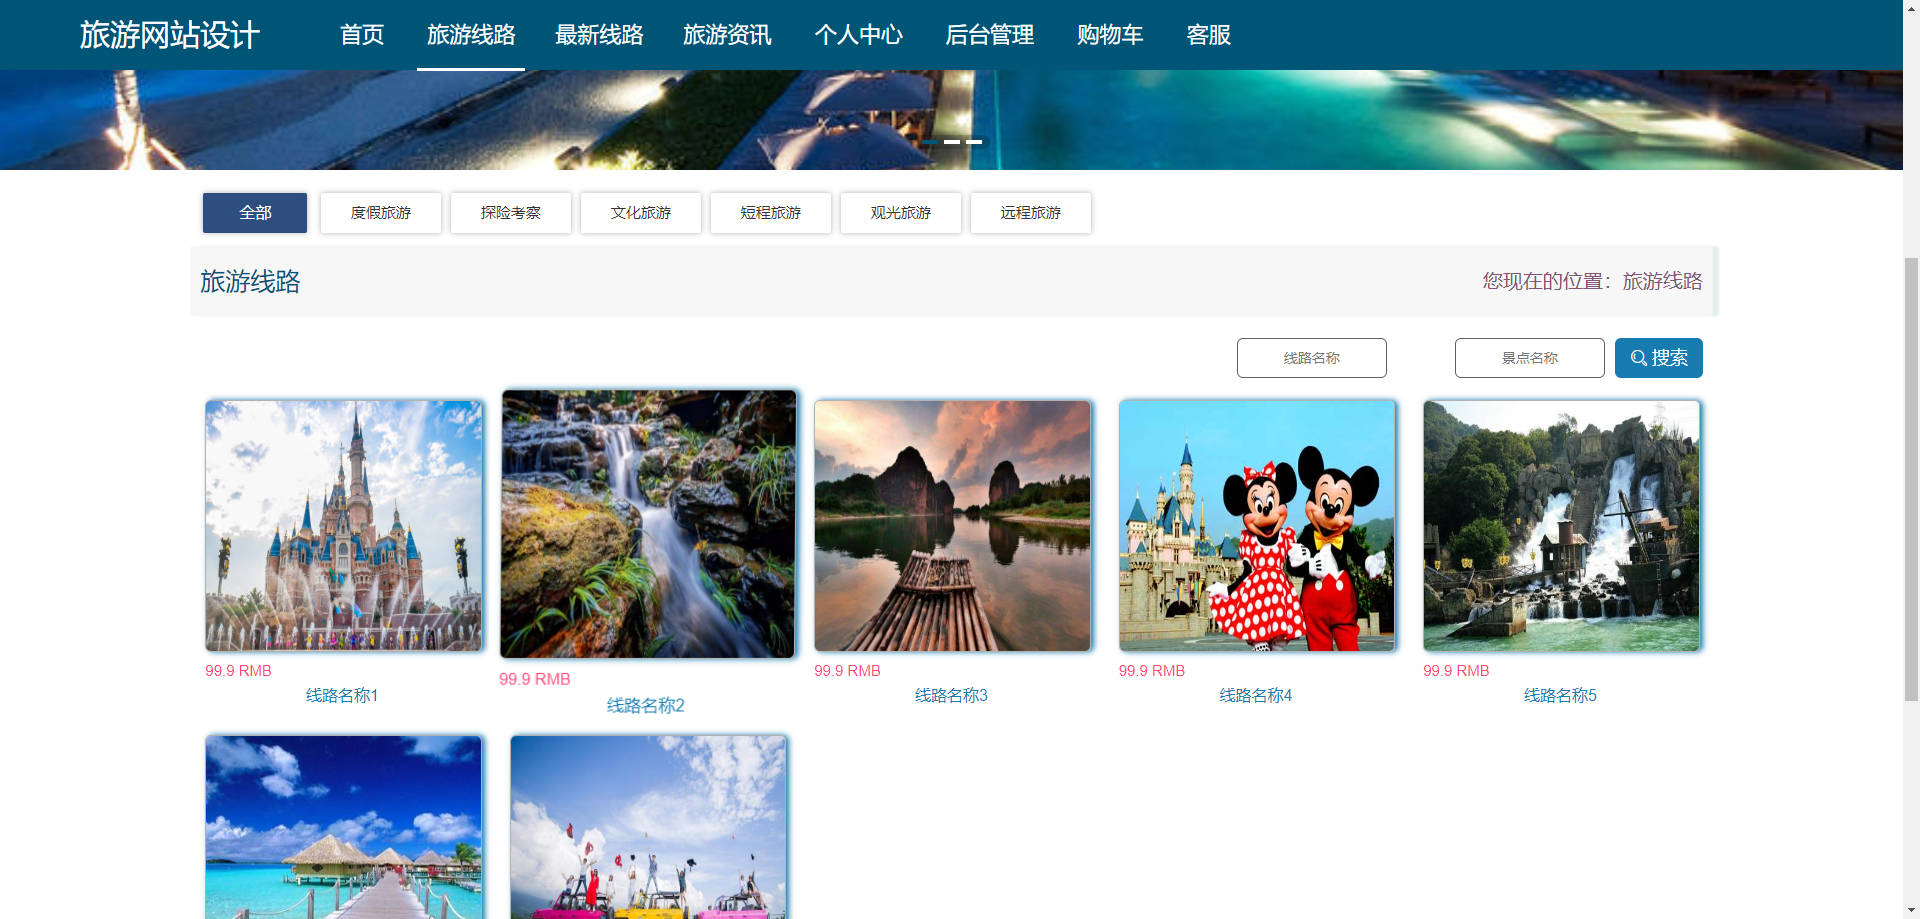 旅游网站设计 首页 旅游线路 最新线路 旅游资讯 个人中心 后台管理 购物车 客服
全部 度假旅游 探险考察 文化旅游 短程旅游 观光旅游 远程旅游
旅游线路 您现在的位置：旅游线路
线路名称 景点名称 搜索
99.9 RMB 99.9 RMB 99.9 RMB 99.9 RMB 99.9 RMB
线路名称1 线路名称2 线路名称3 线路名称4 线路名称5